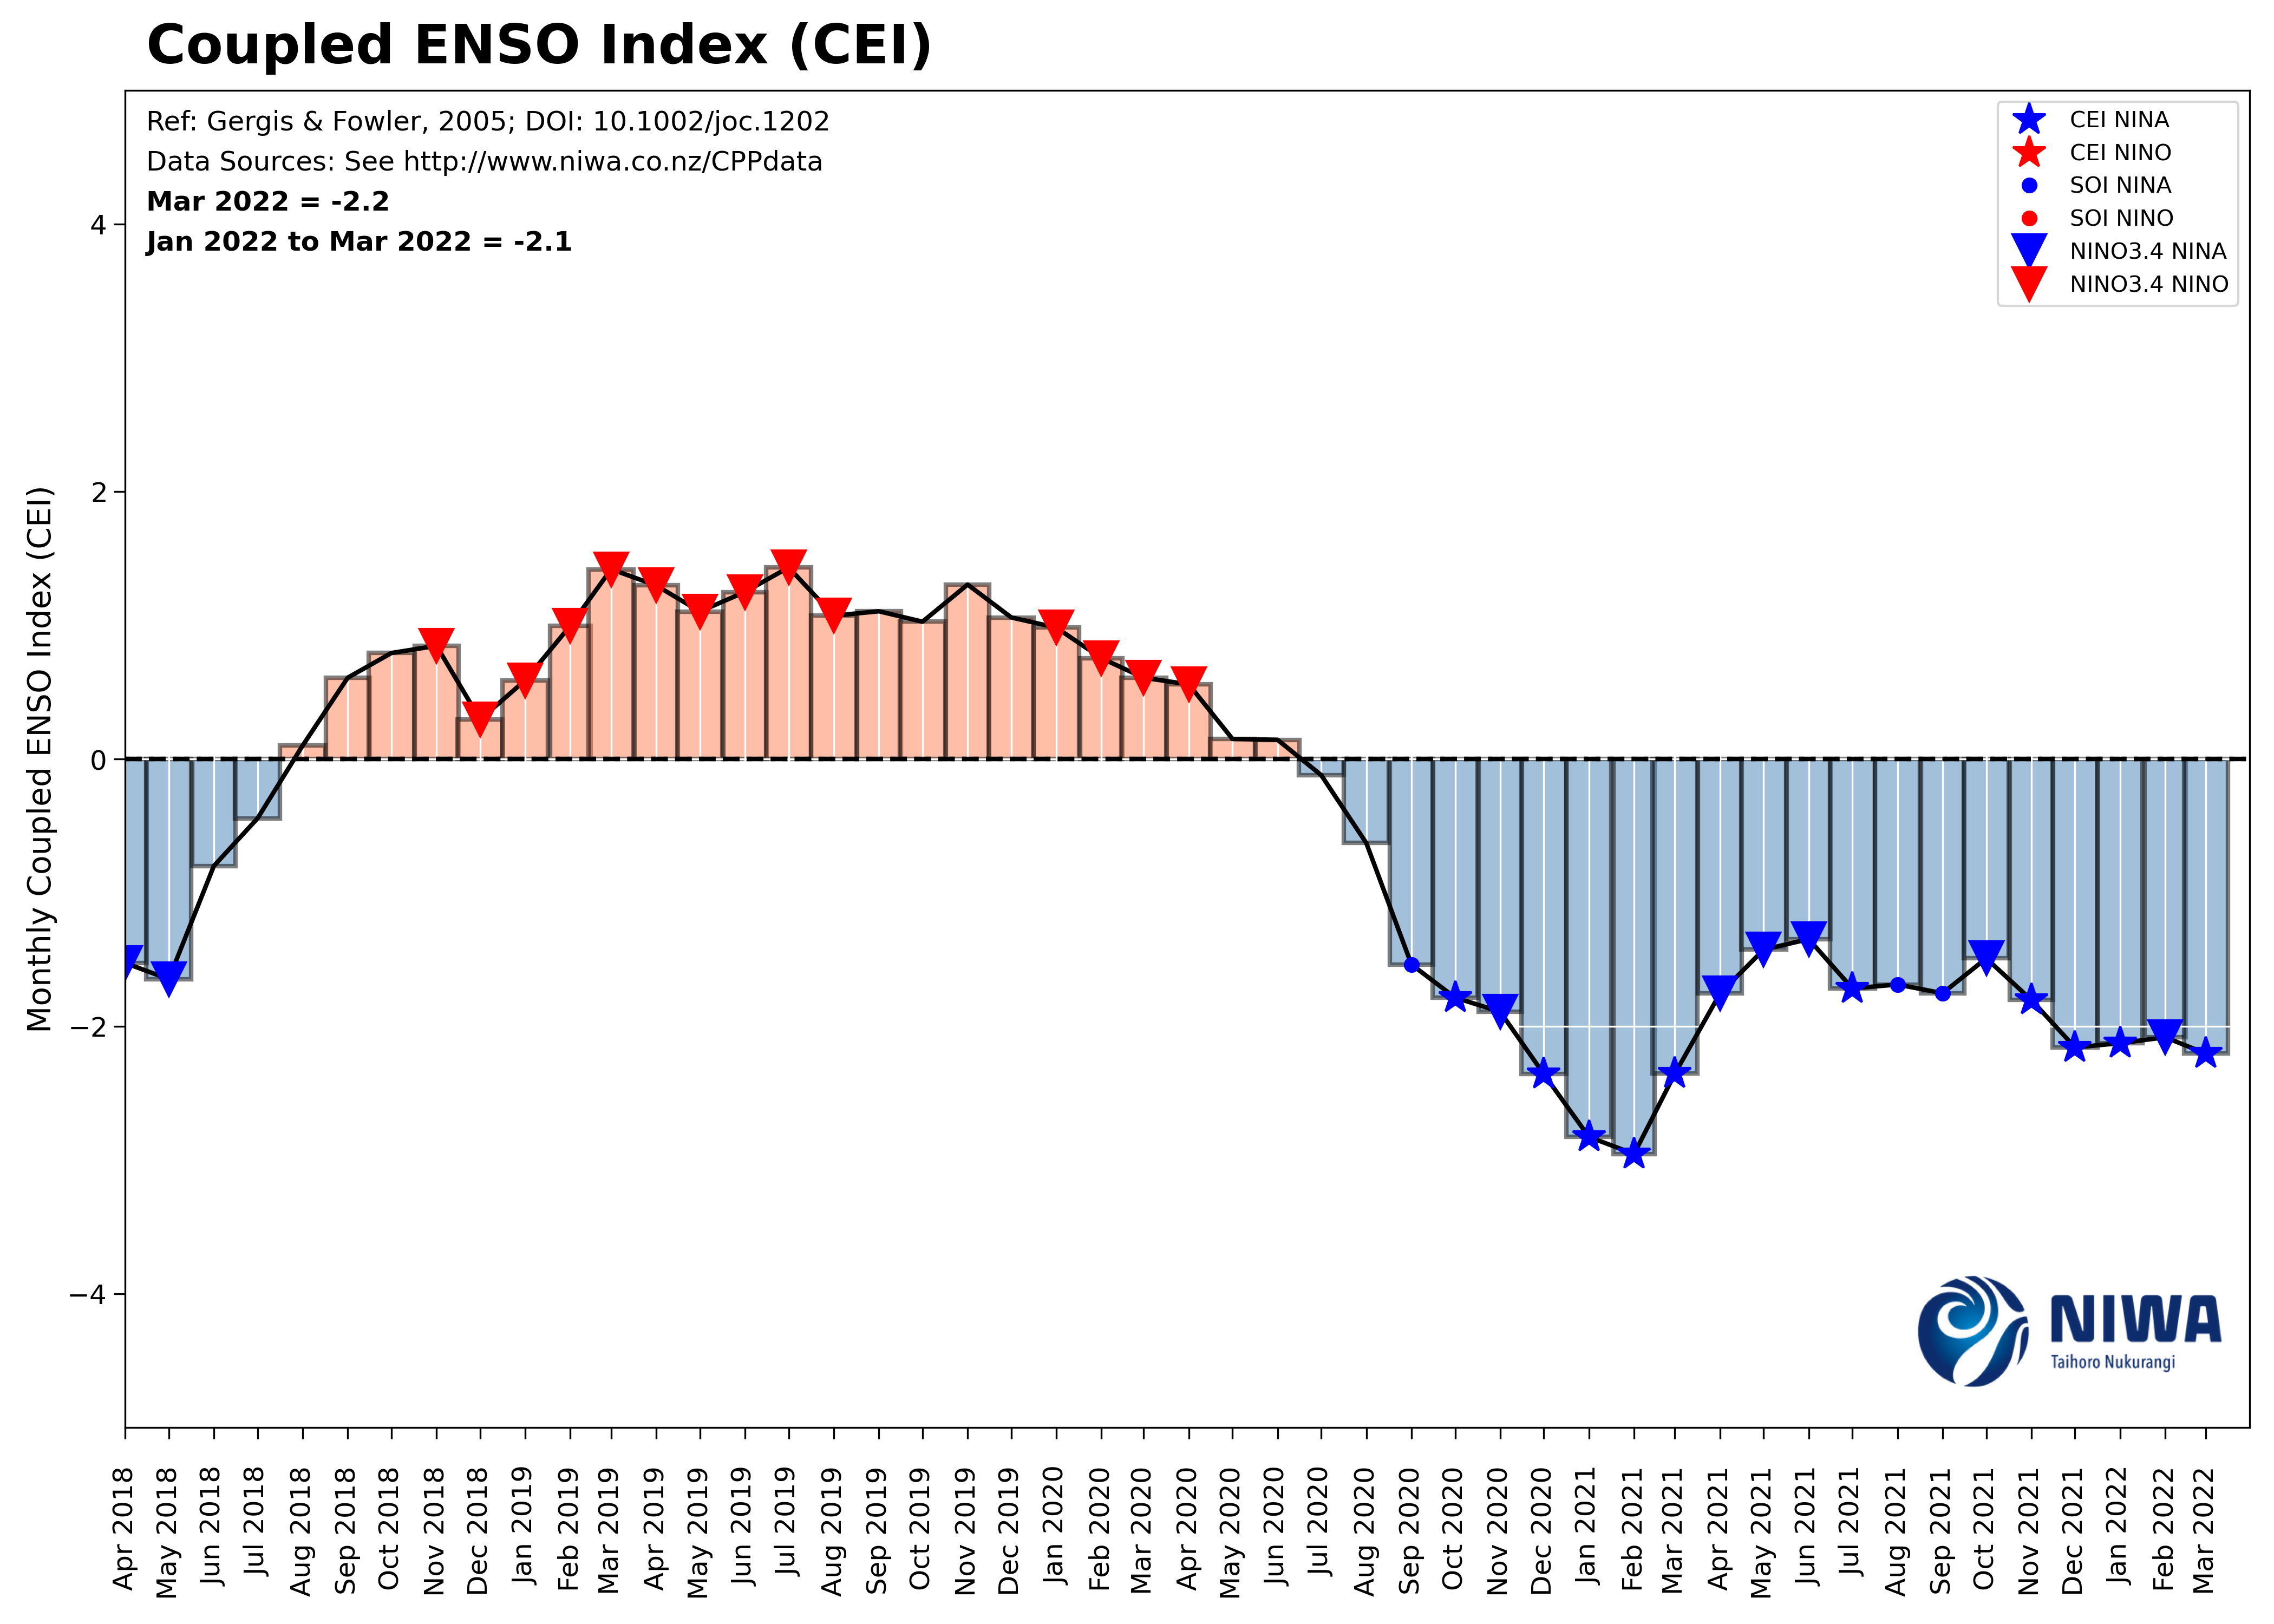 Coupled ENSO Index (CEI)
Ref: Gergis & Fowler, 2005; DOI: 10.1002/joc.1202
Data Sources: See http://www.niwa.co.nz/CPPdata
Mar 2022 = -2.2
Jan 2022 to Mar 2022 = -2.1
CEI NINA
CEI NINO
SOI NINA
SOI NINO
NINO3.4 NINA
NINO3.4 NINO
Monthly Coupled ENSO Index (CEI)
4
2
0
−2
−4
NIWA
Taihoro Nukurangi
Apr 2018
May 2018
Jun 2018
Jul 2018
Aug 2018
Sep 2018
Oct 2018
Nov 2018
Dec 2018
Jan 2019
Feb 2019
Mar 2019
Apr 2019
May 2019
Jun 2019
Jul 2019
Aug 2019
Sep 2019
Oct 2019
Nov 2019
Dec 2019
Jan 2020
Feb 2020
Mar 2020
Apr 2020
May 2020
Jun 2020
Jul 2020
Aug 2020
Sep 2020
Oct 2020
Nov 2020
Dec 2020
Jan 2021
Feb 2021
Mar 2021
Apr 2021
May 2021
Jun 2021
Jul 2021
Aug 2021
Sep 2021
Oct 2021
Nov 2021
Dec 2021
Jan 2022
Feb 2022
Mar 2022